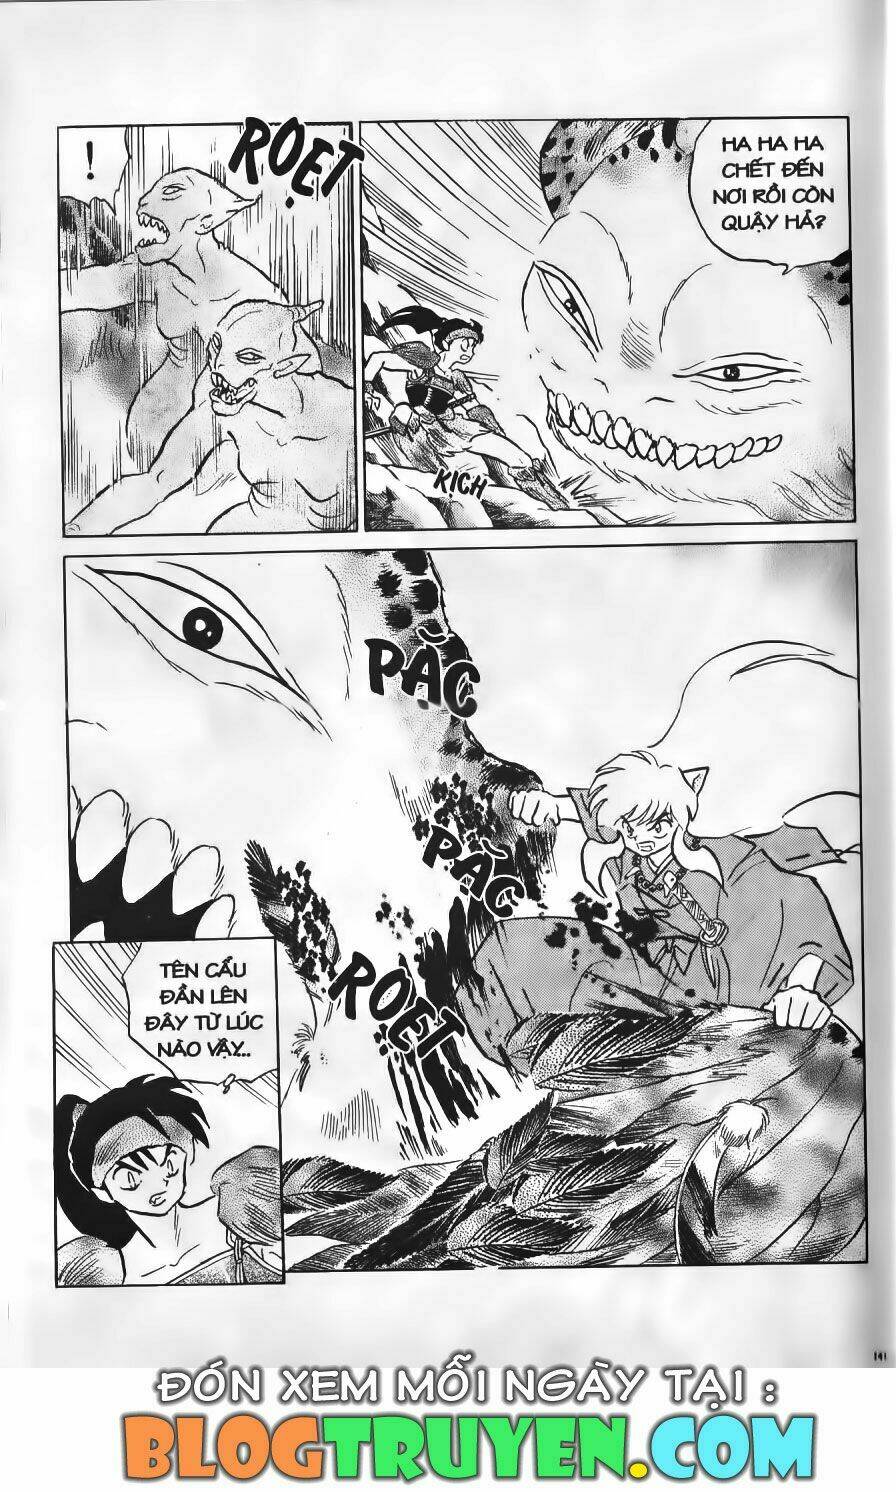 HA HA HA
CHẾT ĐẾN
NƠI RỒI CÒN
QUẬY HẢ?
KỊCH
!
ROẸT
PẶC
PẶC
ROẸT
TÊN CẨU
ĐẦN LÊN
ĐÂY TỪ LÚC
NÀO VẬY...
141
ĐÓN XEM MỖI NGÀY TẠI :
BLOGTRUYEN.COM